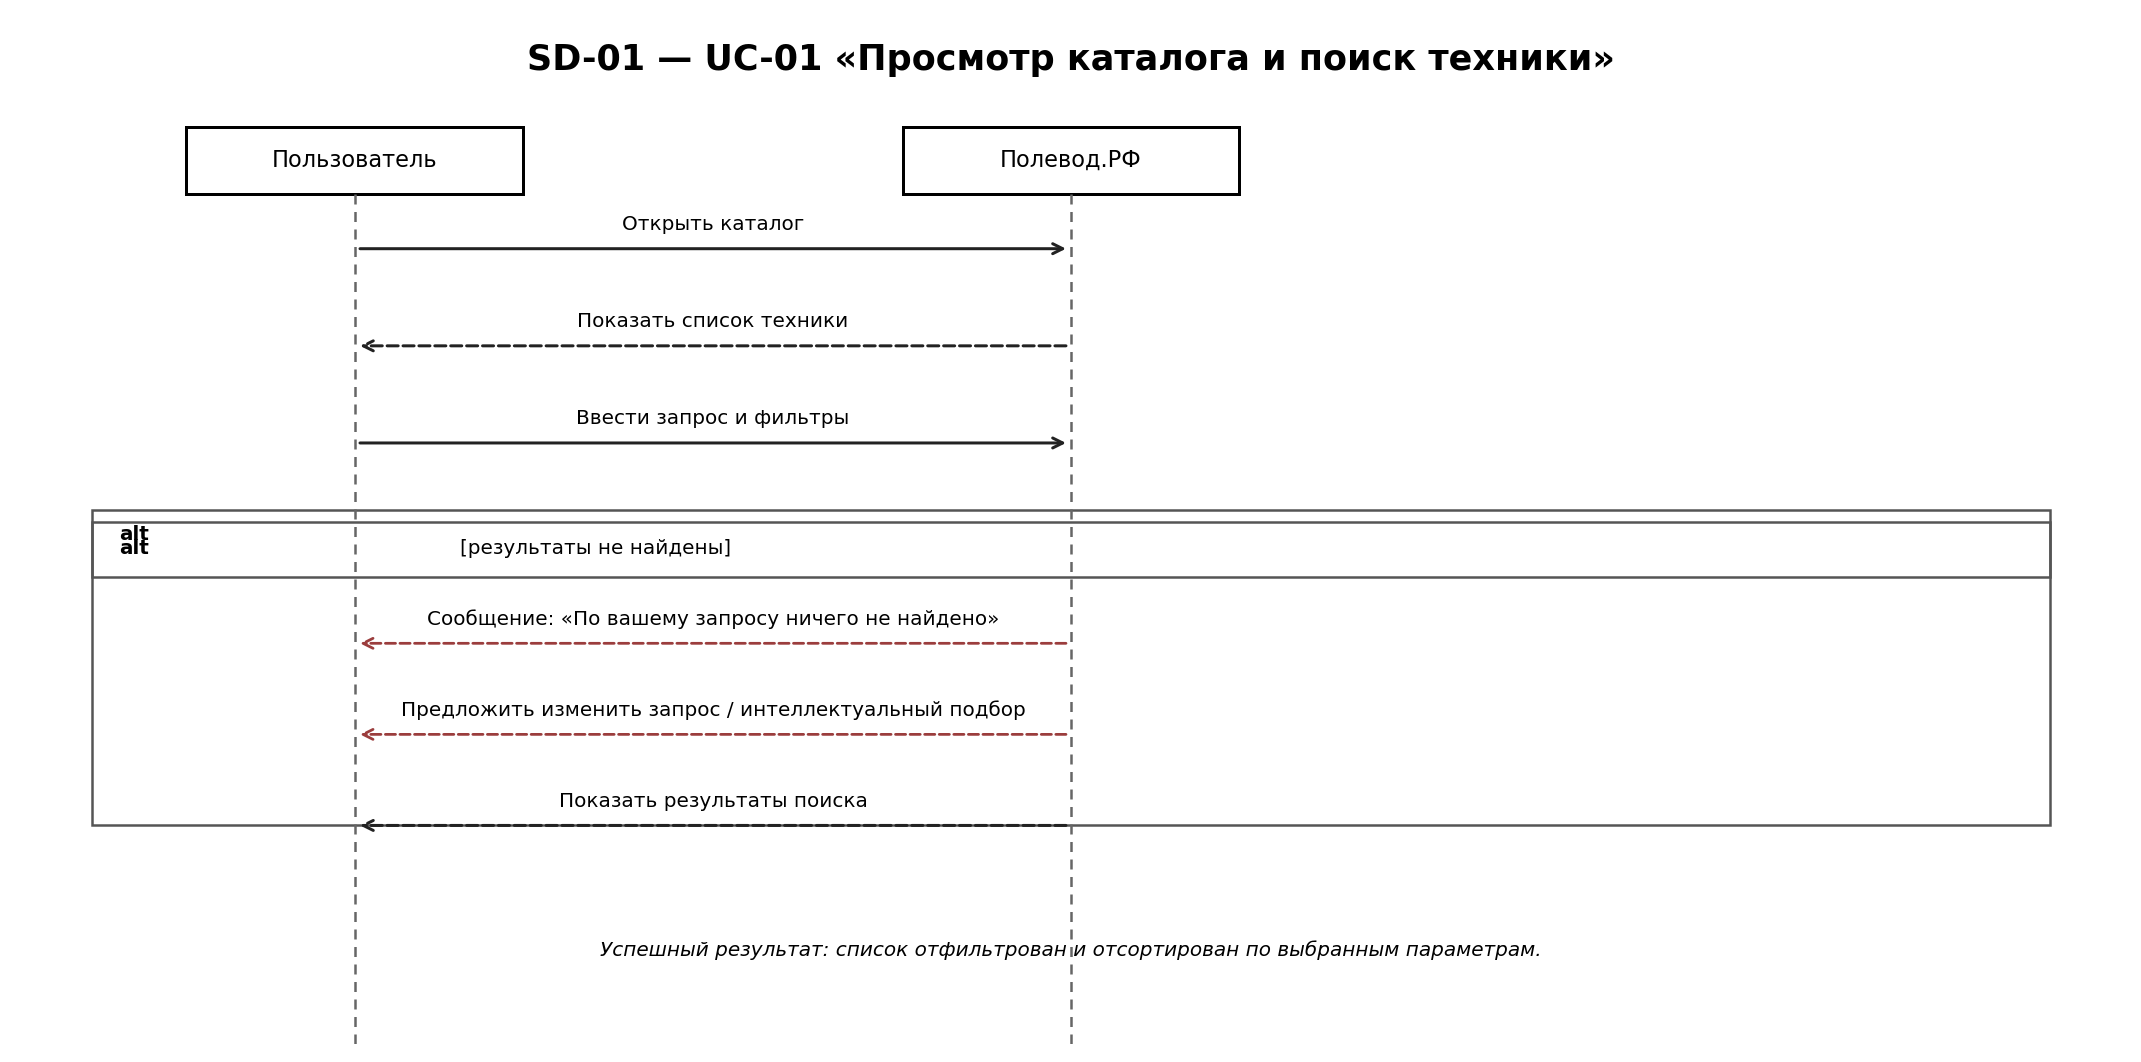 SD-01 — UC-01 «Просмотр каталога и поиск техники»
Пользователь
Полевод.РФ
Открыть каталог
Показать список техники
Ввести запрос и фильтры
alt
alt
[результаты не найдены]
Сообщение: «По вашему запросу ничего не найдено»
Предложить изменить запрос / интеллектуальный подбор
Показать результаты поиска
Успешный результат: список отфильтрован и отсортирован по выбранным параметрам.